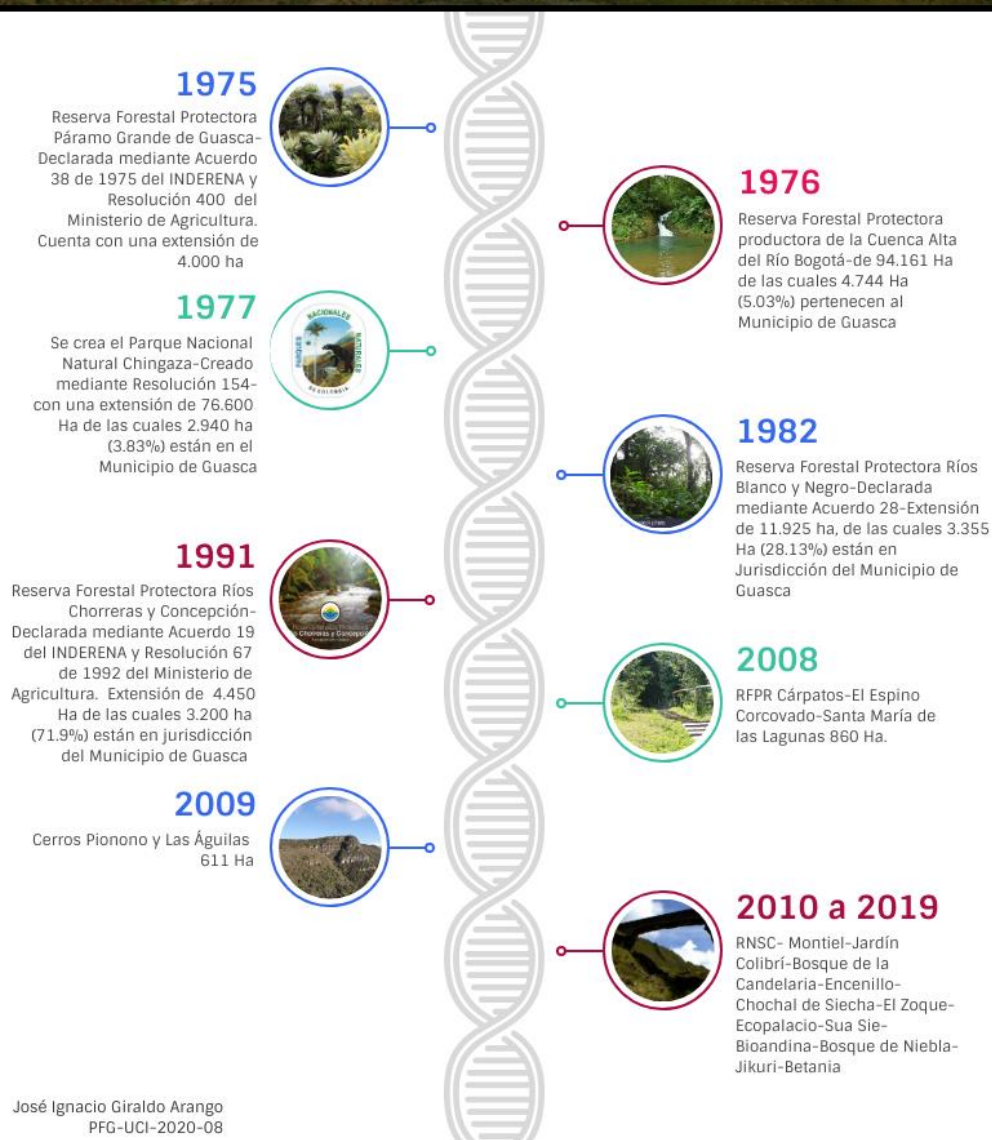 1975
Reserva Forestal Protectora
Páramo Grande de Guasca-
Declarada mediante Acuerdo
38 de 1975 del INDERENA y
Resolución 400 del
Ministerio de Agricultura.
Cuenta con una extensión de
4.000 ha
1976
Reserva Forestal Protectora
productora de la Cuenca Alta
del Río Bogotá-de 94.161 Ha
de las cuales 4.744 Ha
(5.03%) pertenecen al
Municipio de Guasca
1977
Se crea el Parque Nacional
Natural Chingaza-Creado
mediante Resolución 154-
con una extensión de 76.600
Ha de las cuales 2.940 ha
(3.83%) están en el
Municipio de Guasca
PARQUES NACIONALES NATURALES
DE COLOMBIA
1982
Reserva Forestal Protectora Ríos
Blanco y Negro-Declarada
mediante Acuerdo 28-Extensión
de 11.925 ha, de las cuales 3.355
Ha (28.13%) están en
Jurisdicción del Municipio de
Guasca
1991
Reserva Forestal Protectora Ríos
Chorreras y Concepción-
Declarada mediante Acuerdo 19
del INDERENA y Resolución 67
de 1992 del Ministerio de
Agricultura. Extensión de 4.450
Ha de las cuales 3.200 ha
(71.9%) están en jurisdicción
del Municipio de Guasca
Chorreras y Concepció
2008
RFPR Cárpatos-El Espino
Corcovado-Santa María de
las Lagunas 860 Ha.
2009
Cerros Pionono y Las Águilas
611 Ha
2010 a 2019
RNSC- Montiel-Jardín
Colibrí-Bosque de la
Candelaria-Encenillo-
Chochal de Siecha-El Zoque-
Ecopalacio-Sua Sie-
Bioandina-Bosque de Niebla-
Jikuri-Betania
José Ignacio Giraldo Arango
PFG-UCI-2020-08